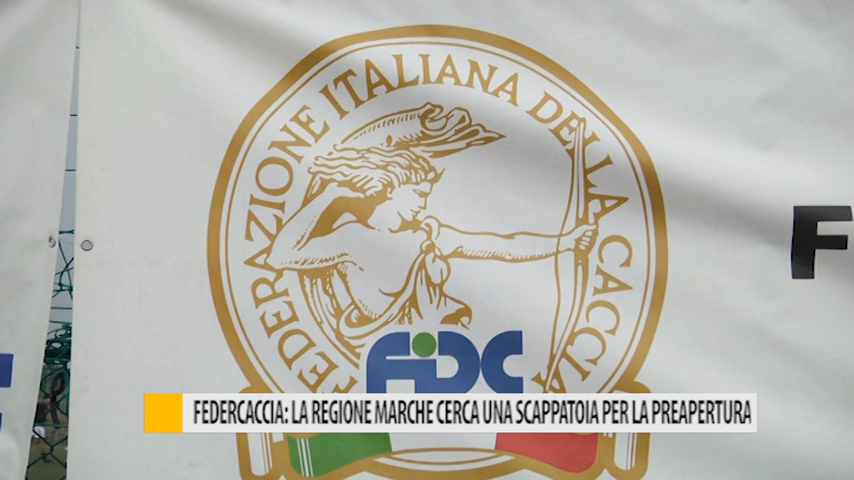 FEDERAZIONE ITALIANA DELLA CACCIA
F
FiDC
FEDERCACCIA: LA REGIONE MARCHE CERCA UNA SCAPPATOIA PER LA PREAPERTURA